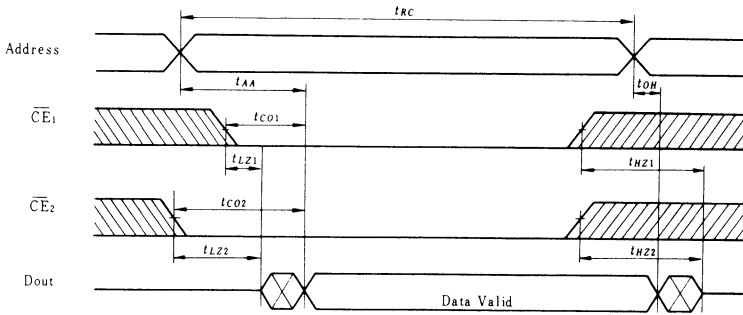 tRC
Address
tAA
tOH
CE1
tCO1
tLZ1
tHZ1
CE2
tCO2
tLZ2
tHZ2
Dout
Data Valid